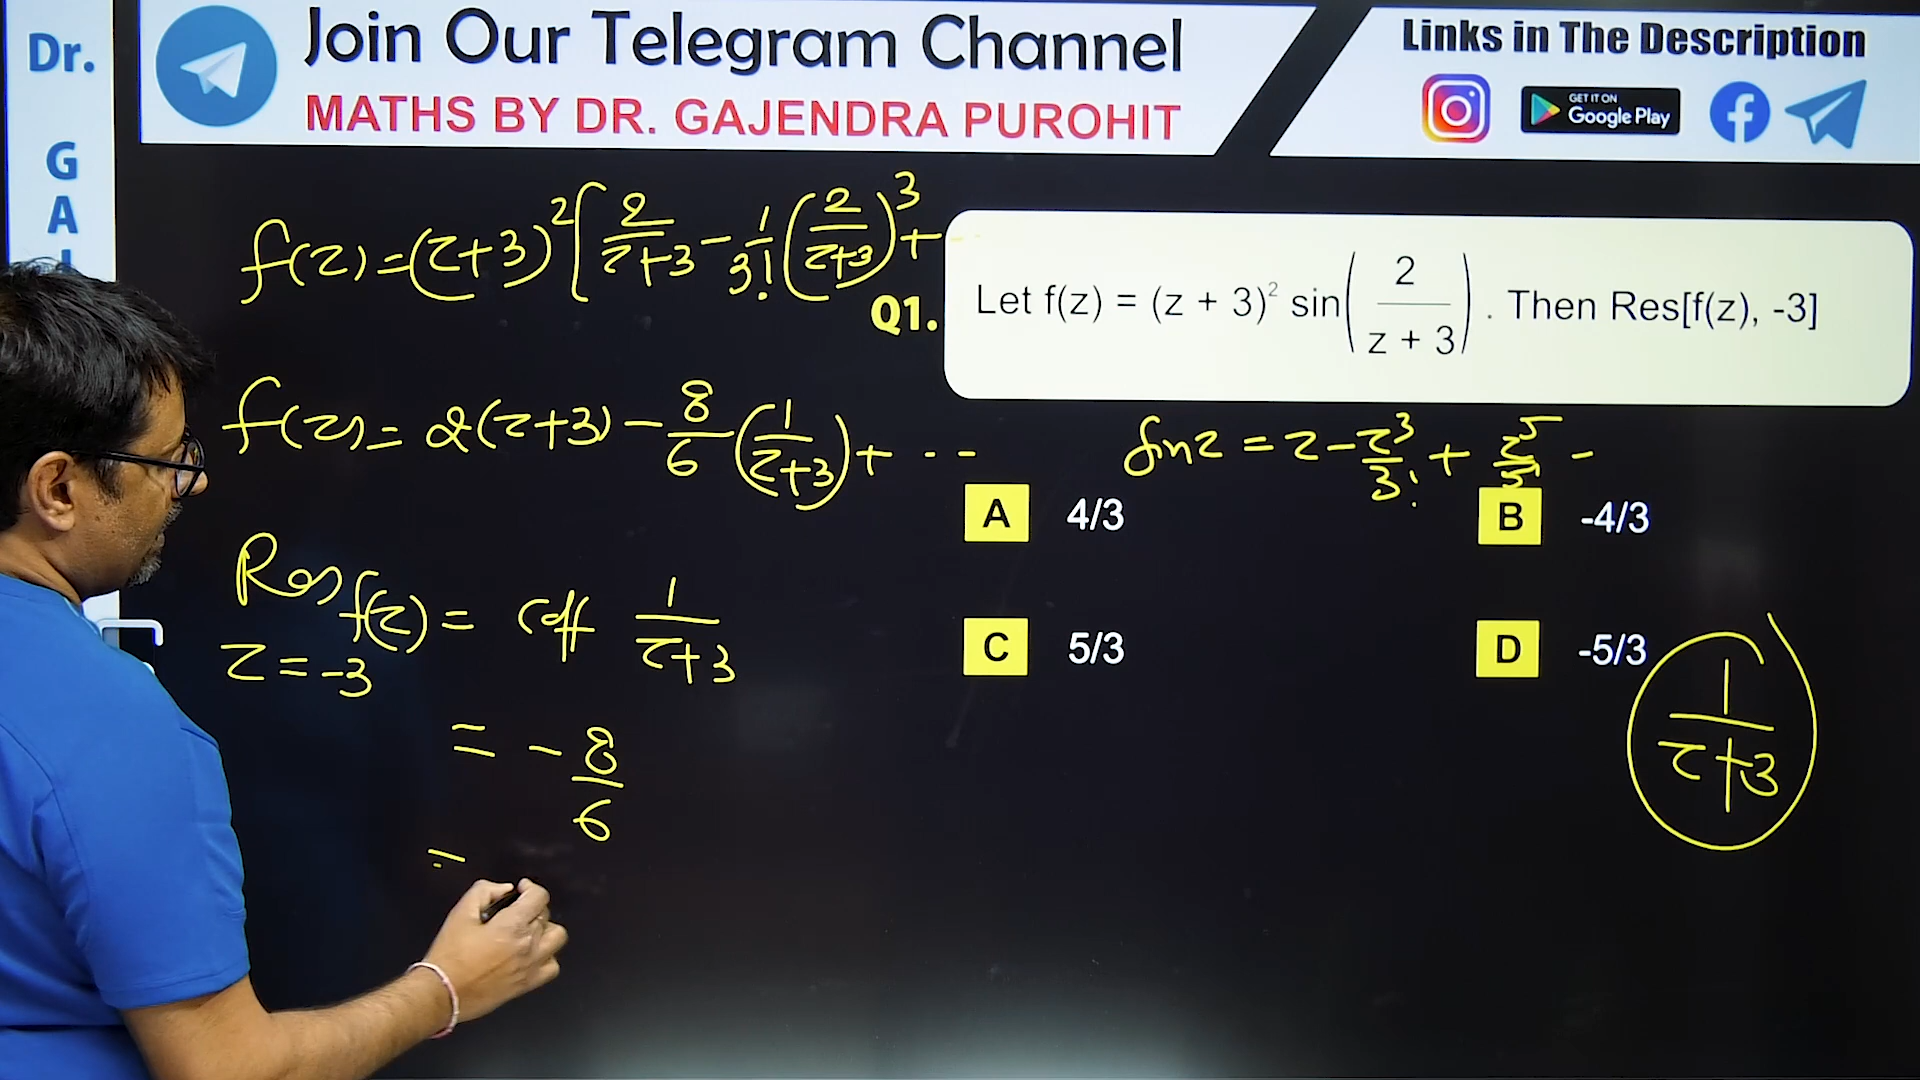 Dr.
G
A
Join Our Telegram Channel
MATHS BY DR. GAJENDRA PUROHIT
Links in The Description
GET IT ON
Google Play
f(z) = (z+3)² [ 2/(z+3) - 1/3! (2/(z+3))³ + --
Q1.
Let f(z) = (z + 3)² sin( 2/(z + 3) ) . Then Res[f(z), -3]
f(z) = 2(z+3) - 8/6 (1/(z+3)) + ---
sin z = z - z³/3! + z⁵/5! -
A 4/3
B -4/3
Res f(z) = coff 1/(z+3)
z = -3
C 5/3
D -5/3
1/(z+3)
= - 8/6
=